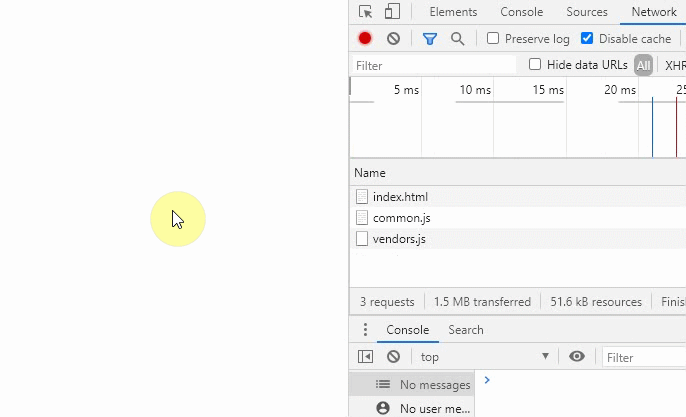 Elements Console Sources Network
Preserve log Disable cache
Filter Hide data URLs All XHR
5 ms 10 ms 15 ms 20 ms 25
Name
index.html
common.js
vendors.js
3 requests 1.5 MB transferred 51.6 kB resources Finis
Console Search
top Filter
No messages
No user me...